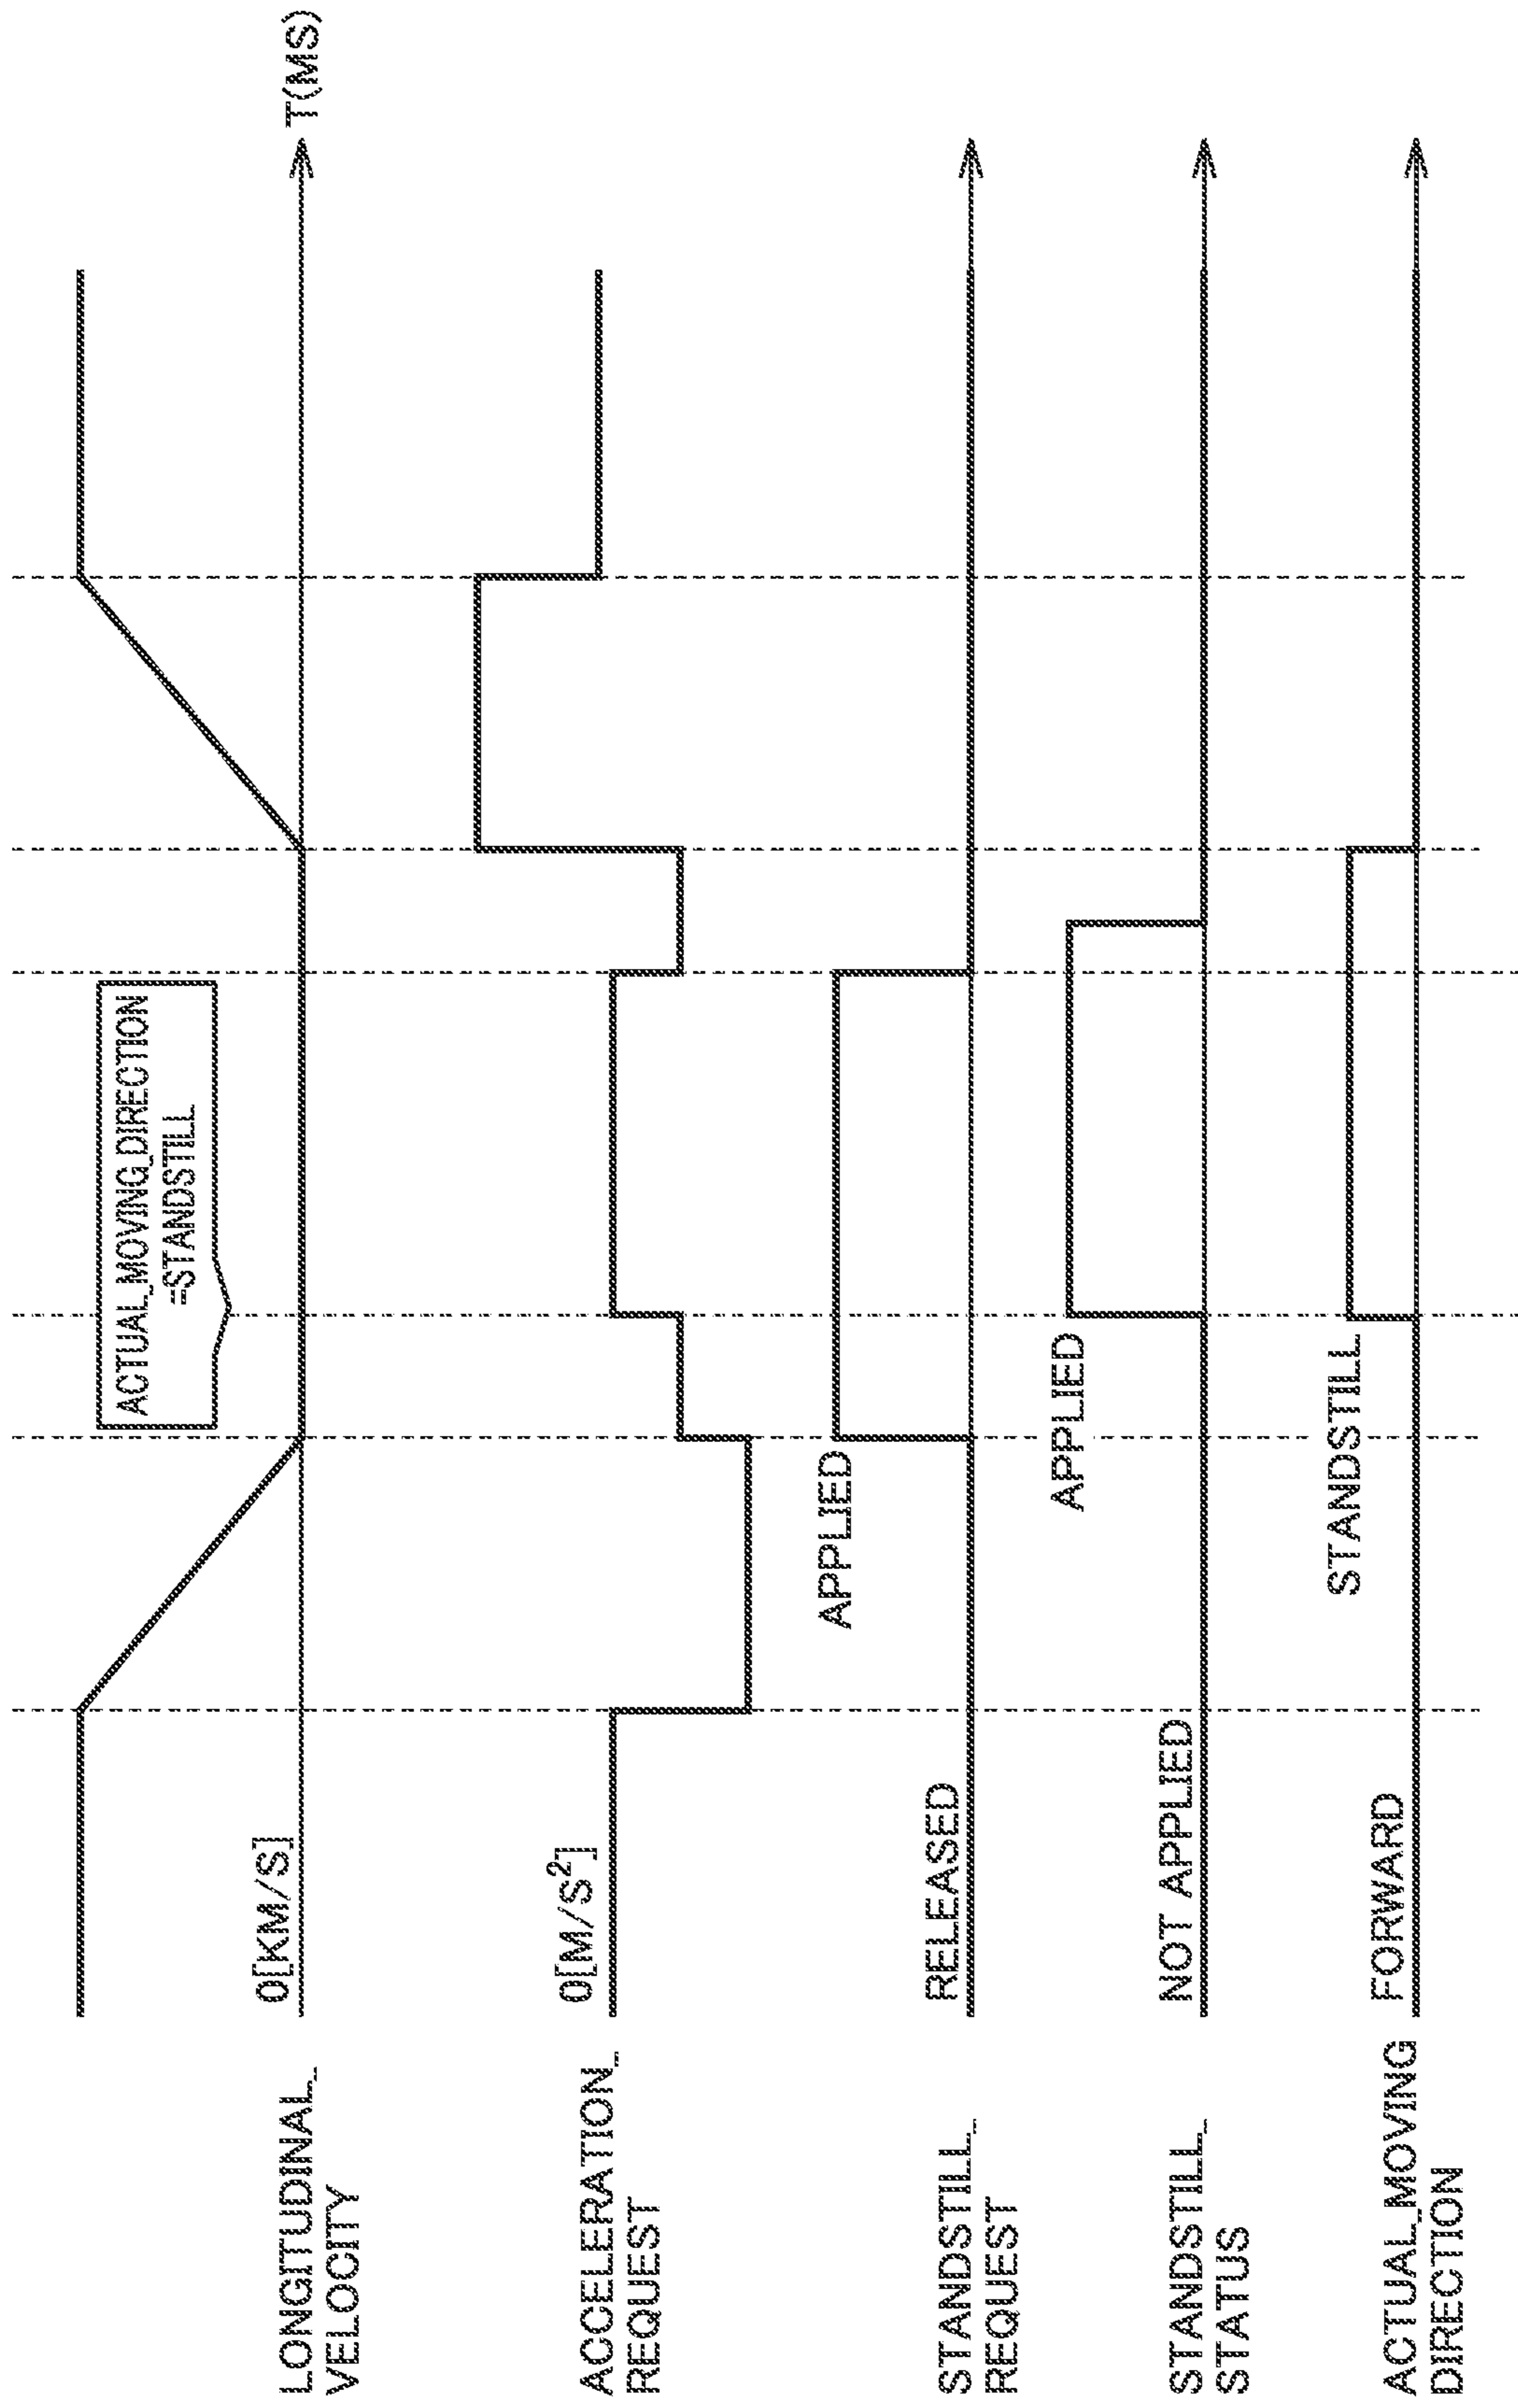 ACTUAL_MOVING_DIRECTION
=STANDSTILL
LONGITUDINAL_
VELOCITY
0[KM/S]
T(MS)
ACCELERATION_
REQUEST
0[M/S²]
STANDSTILL_
REQUEST
RELEASED
APPLIED
STANDSTILL_
STATUS
NOT APPLIED
APPLIED
ACTUAL_MOVING
DIRECTION
FORWARD
STANDSTILL